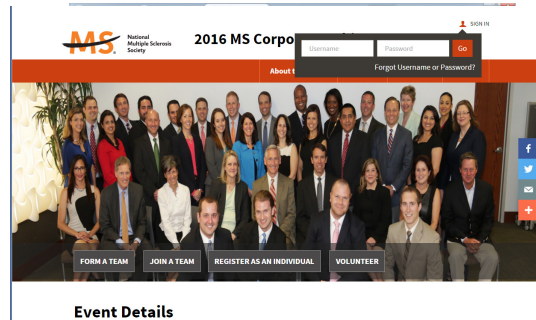 SIGN IN
MS National
Multiple Sclerosis
Society
2016 MS Corpo
Username Password Go
Forgot Username or Password?
About
FORM A TEAM JOIN A TEAM REGISTER AS AN INDIVIDUAL VOLUNTEER
Event Details